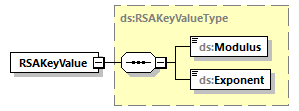 ds:RSAKeyValueType
RSAKeyValue
ds:Modulus
ds:Exponent